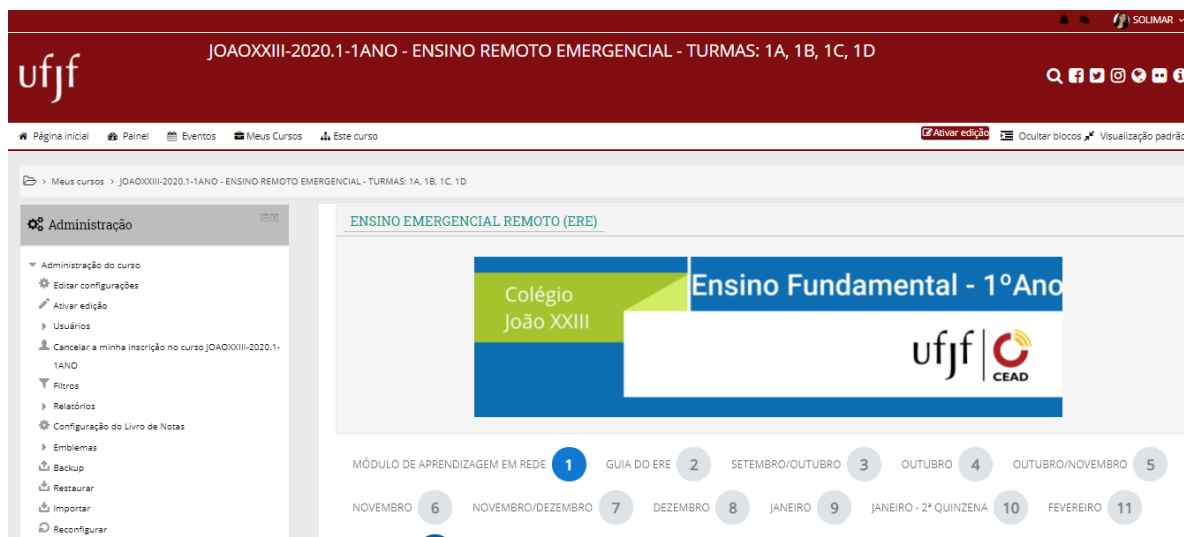 SOLIMAR
JOAOXXIII-2020.1-1ANO - ENSINO REMOTO EMERGENCIAL - TURMAS: 1A, 1B, 1C, 1D
ufjf
Página inicial Painel Eventos Meus Cursos Este curso Ativar edição Ocultar blocos Visualização padrão
> Meus cursos > JOAOXXIII-2020.1-1ANO - ENSINO REMOTO EMERGENCIAL - TURMAS: 1A, 1B, 1C, 1D
Administração
Administração do curso
Editar configurações
Ativar edição
Usuários
Cancelar a minha inscrição no curso JOAOXXIII-2020.1-
1ANO
Filtros
Relatórios
Configuração do Livro de Notas
Emblemas
Backup
Restaurar
Importar
Reconfigurar
ENSINO EMERGENCIAL REMOTO (ERE)
Colégio
João XXIII
Ensino Fundamental - 1ºAno
ufjf CEAD
MÓDULO DE APRENDIZAGEM EM REDE 1 GUIA DO ERE 2 SETEMBRO/OUTUBRO 3 OUTUBRO 4 OUTUBRO/NOVEMBRO 5
NOVEMBRO 6 NOVEMBRO/DEZEMBRO 7 DEZEMBRO 8 JANEIRO 9 JANEIRO - 2ª QUINZENA 10 FEVEREIRO 11